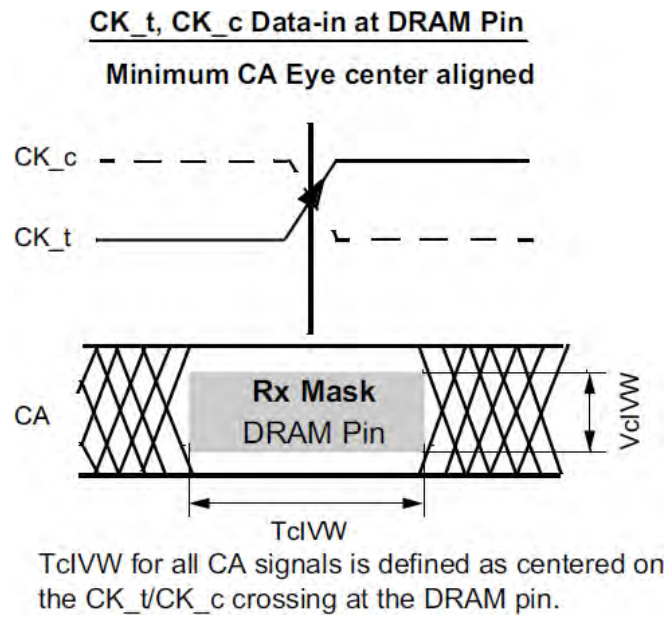 CK_t, CK_c Data-in at DRAM Pin
Minimum CA Eye center aligned
CK_c
CK_t
Rx Mask
CA
DRAM Pin
VcIVW
TcIVW
TcIVW for all CA signals is defined as centered on
the CK_t/CK_c crossing at the DRAM pin.